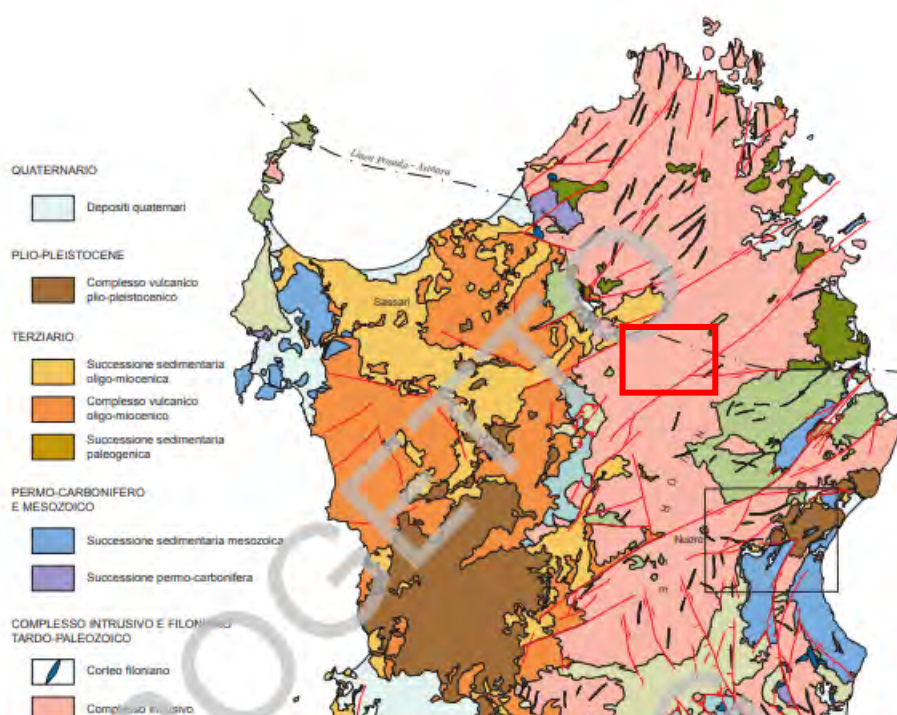 QUATERNARIO
Depositi quaternari
PLIO-PLEISTOCENE
Complesso vulcanico
plio-pleistocenico
TERZIARIO
Successione sedimentaria
oligo-miocenica
Complesso vulcanico
oligo-miocenico
Successione sedimentaria
paleogenica
PERMO-CARBONIFERO
E MESOZOICO
Successione sedimentaria mesozoica
Successione permo-carbonifera
COMPLESSO INTRUSIVO E FILONIANO
TARDO-PALEOZOICO
Corteo filoniano
Complesso intrusivo
Linea Posada - Asinara
Sassari
Nuoro
OGETTO